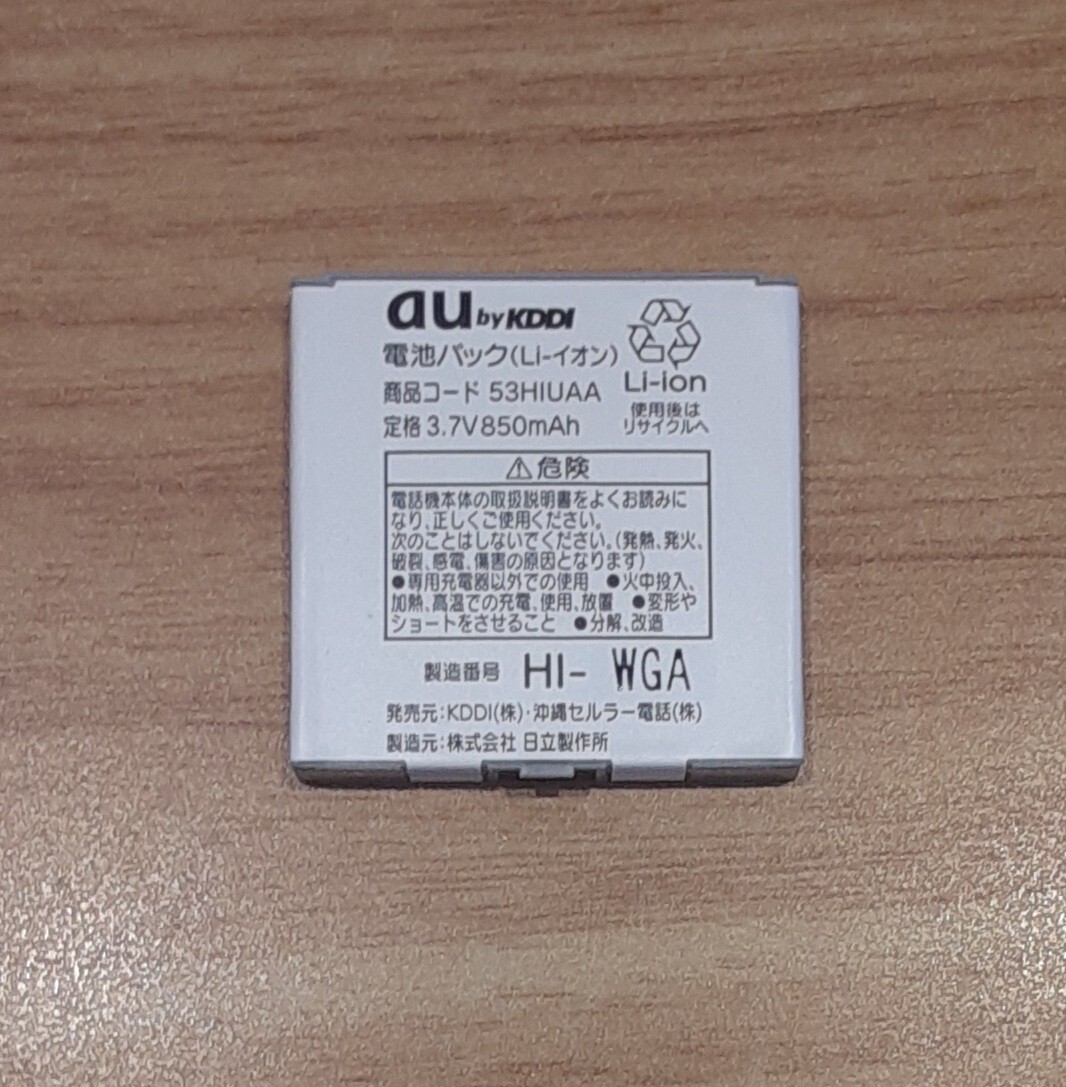 au by KDDI
電池パック(Li-イオン)
商品コード 53HIUAA
定格 3.7V 850mAh
Li-ion
使用後は
リサイクルへ
⚠危険
電話機本体の取扱説明書をよくお読みに
なり、正しくご使用ください。
次のことはしないでください。(発熱、発火、
破裂、感電、傷害の原因となります)
●専用充電器以外での使用 ●火中投入、
加熱、高温での充電、使用、放置 ●変形や
ショートをさせること ●分解、改造
製造番号 HI- WGA
発売元:KDDI(株)・沖縄セルラー電話(株)
製造元:株式会社 日立製作所